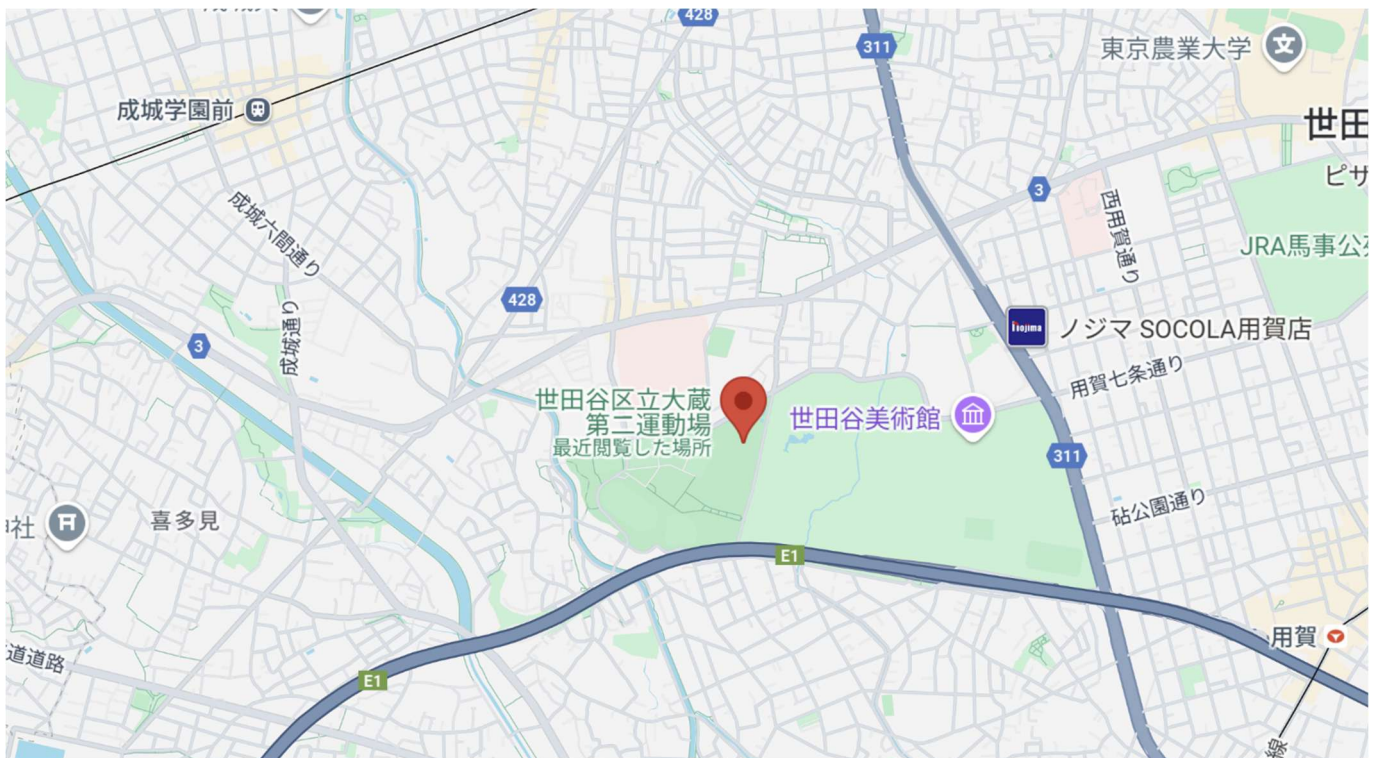 428
311
東京農業大学
文
成城学園前
世田
3
ピザ
西用賀通り
成城六間通り
JRA馬事公苑
428
成城通り
nojima
ノジマ SOCOLA用賀店
3
用賀七条通り
世田谷区立大蔵
第二運動場
最近閲覧した場所
世田谷美術館
311
砧公園通り
社
喜多見
E1
用賀
道道路
E1
線